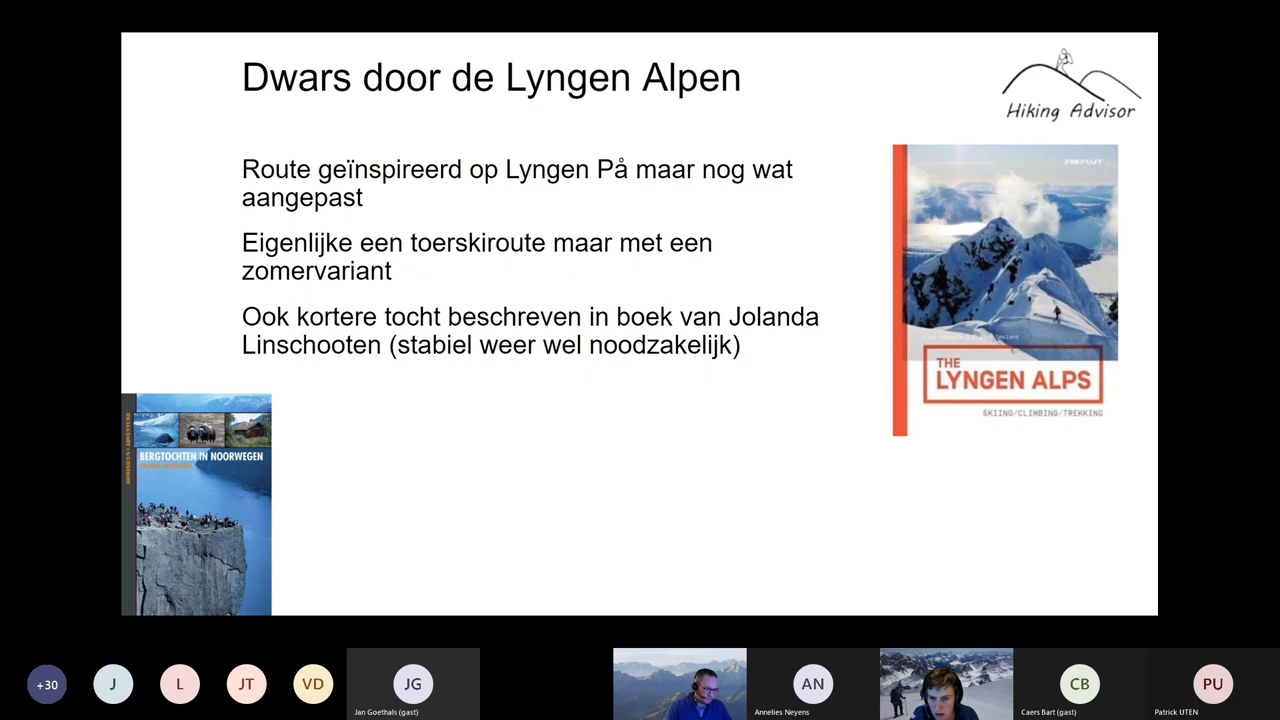 Dwars door de Lyngen Alpen
Hiking Advisor
Route geïnspireerd op Lyngen På maar nog wat
aangepast
Eigenlijke een toerskiroute maar met een
zomervariant
Ook kortere tocht beschreven in boek van Jolanda
Linschooten (stabiel weer wel noodzakelijk)
FRI FLYT
THE
LYNGEN ALPS
SKIING/CLIMBING/TREKKING
BERGTOCHTEN IN NOORWEGEN
+30
J
L
JT
VD
JG
Jan Goethals (gast)
AN
Annelies Neyens
CB
Caers Bart (gast)
PU
Patrick UTEN